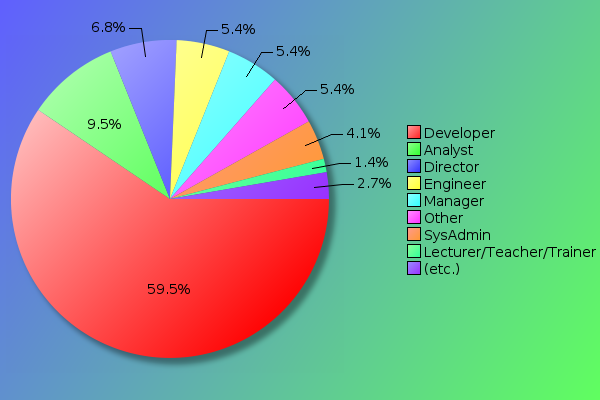 6.8%
5.4%
5.4%
5.4%
9.5%
4.1%
1.4%
2.7%
59.5%
Developer
Analyst
Director
Engineer
Manager
Other
SysAdmin
Lecturer/Teacher/Trainer
(etc.)